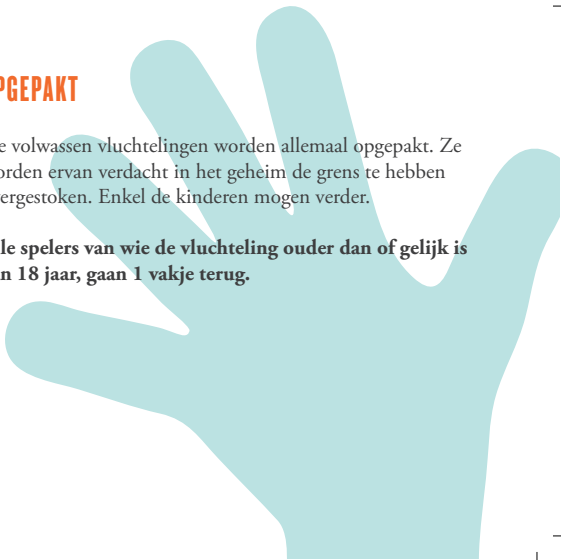 PGEPAKT
e volwassen vluchtelingen worden allemaal opgepakt. Ze
orden ervan verdacht in het geheim de grens te hebben
ergestoken. Enkel de kinderen mogen verder.
le spelers van wie de vluchteling ouder dan of gelijk is
n 18 jaar, gaan 1 vakje terug.